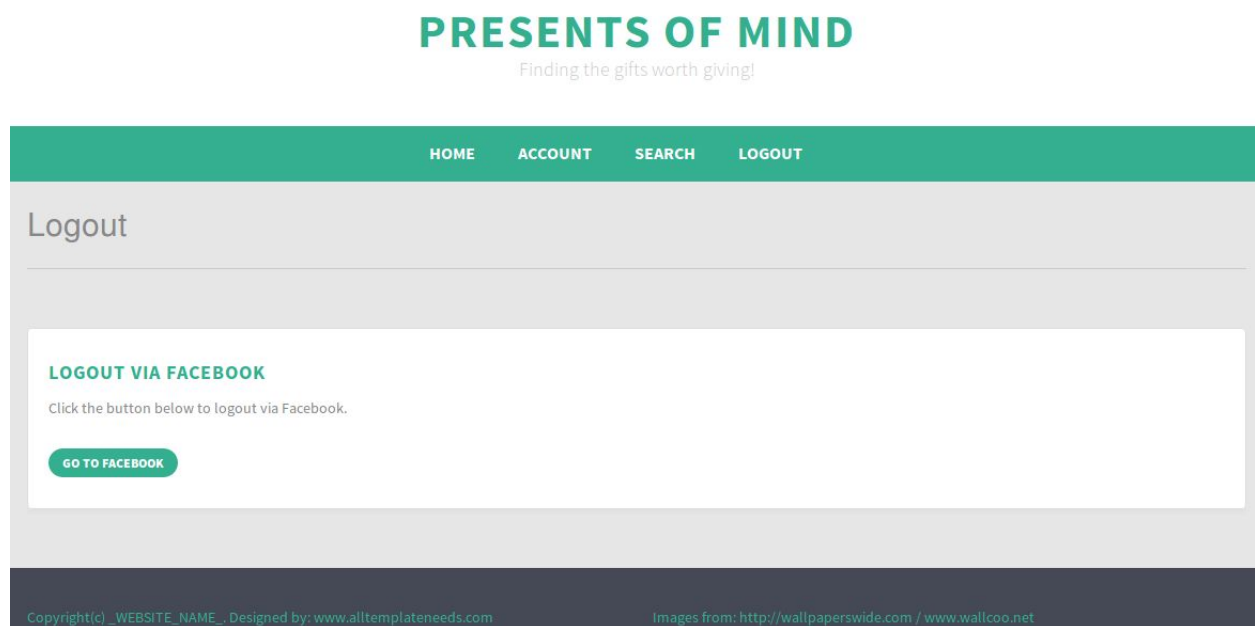 PRESENTS OF MIND
Finding the gifts worth giving!
HOME ACCOUNT SEARCH LOGOUT
Logout
LOGOUT VIA FACEBOOK
Click the button below to logout via Facebook.
GO TO FACEBOOK
Copyright(c) _WEBSITE_NAME_. Designed by: www.alltemplateneeds.com Images from: http://wallpaperswide.com / www.wallcoo.net